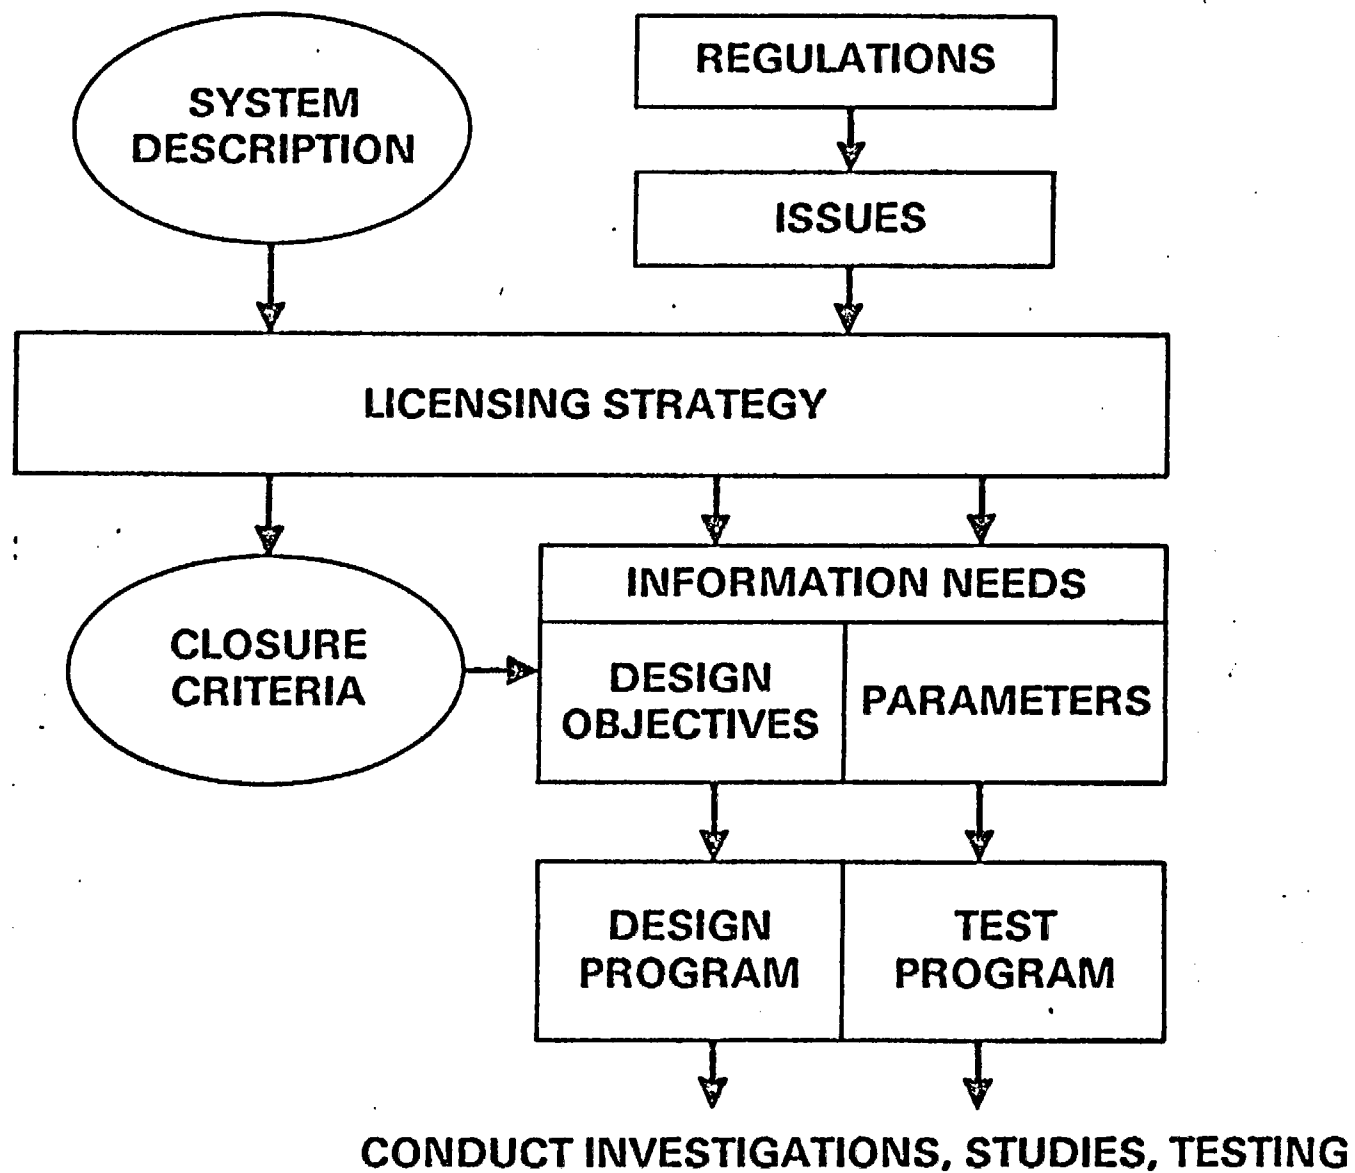 SYSTEM
DESCRIPTION
REGULATIONS
ISSUES
LICENSING STRATEGY
CLOSURE
CRITERIA
INFORMATION NEEDS
DESIGN
OBJECTIVES
PARAMETERS
DESIGN
PROGRAM
TEST
PROGRAM
CONDUCT INVESTIGATIONS, STUDIES, TESTING